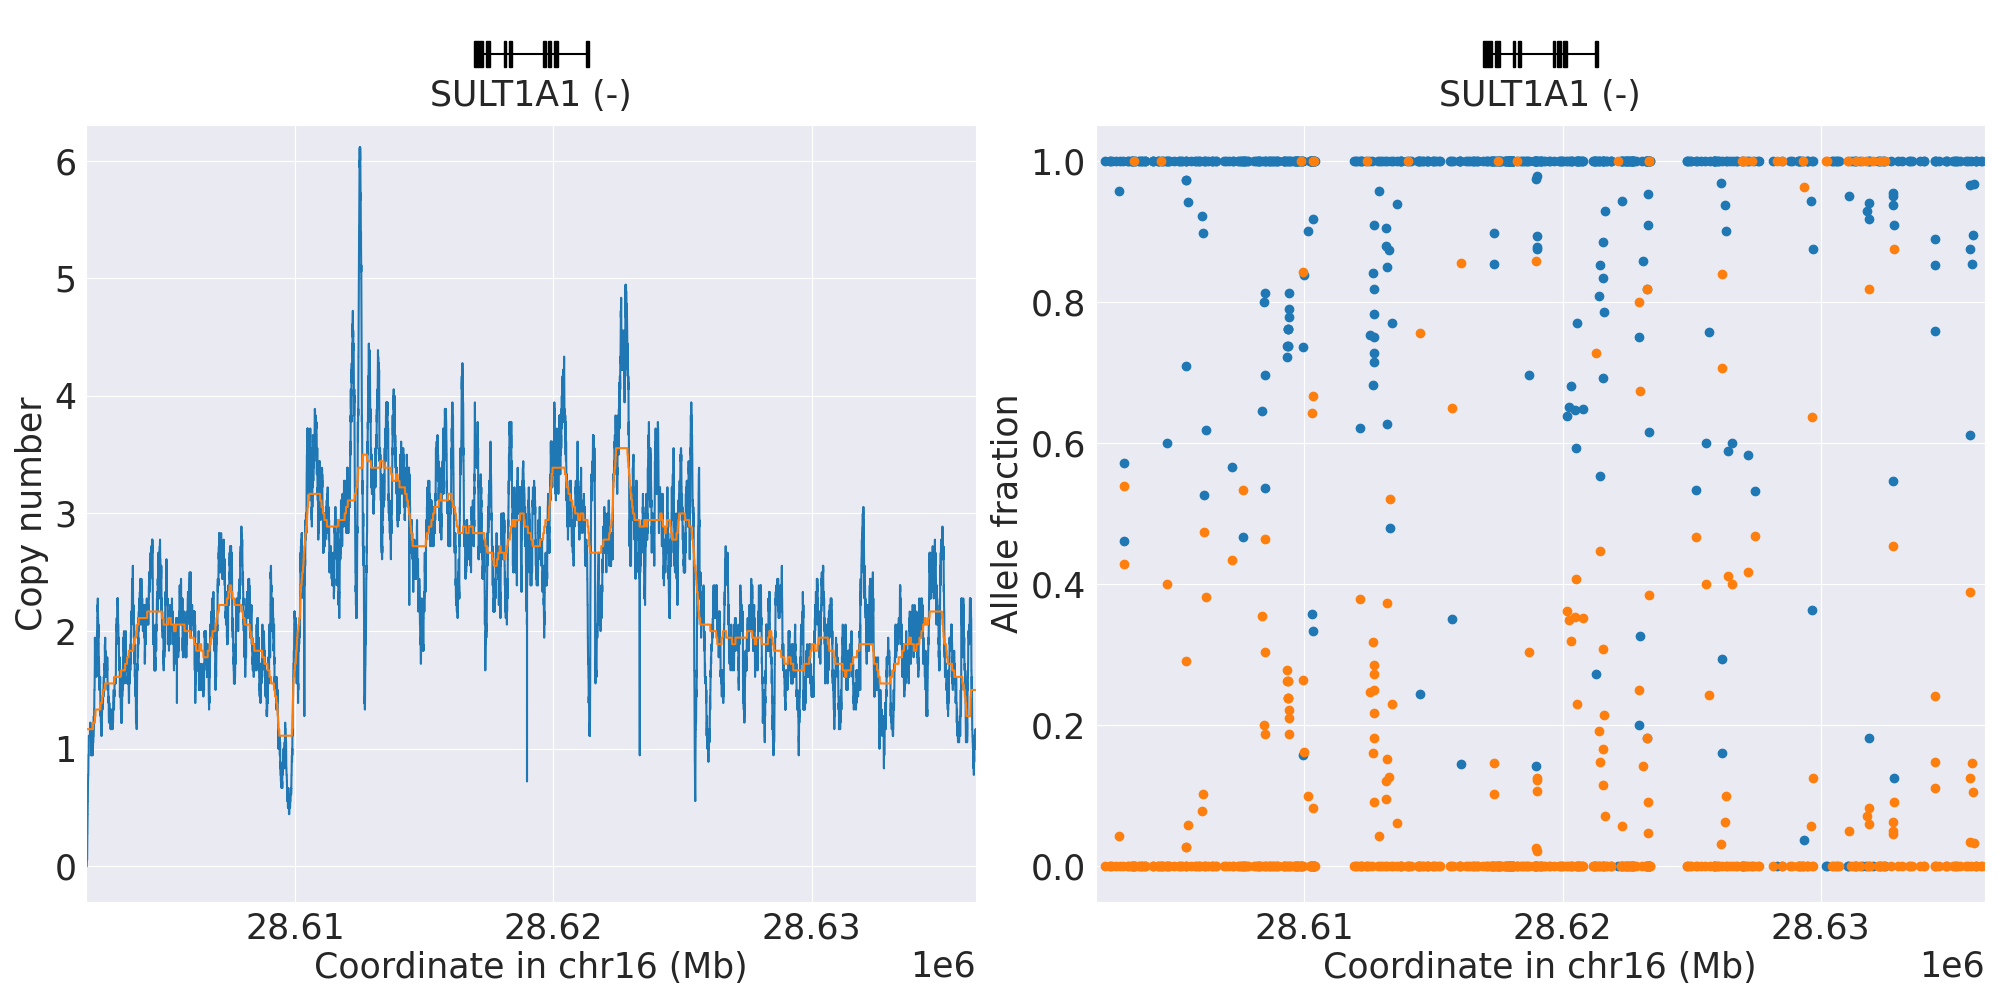 SULT1A1 (-)
Copy number
6
5
4
3
2
1
0
28.61
28.62
28.63
Coordinate in chr16 (Mb)
1e6
SULT1A1 (-)
Allele fraction
1.0
0.8
0.6
0.4
0.2
0.0
28.61
28.62
28.63
Coordinate in chr16 (Mb)
1e6